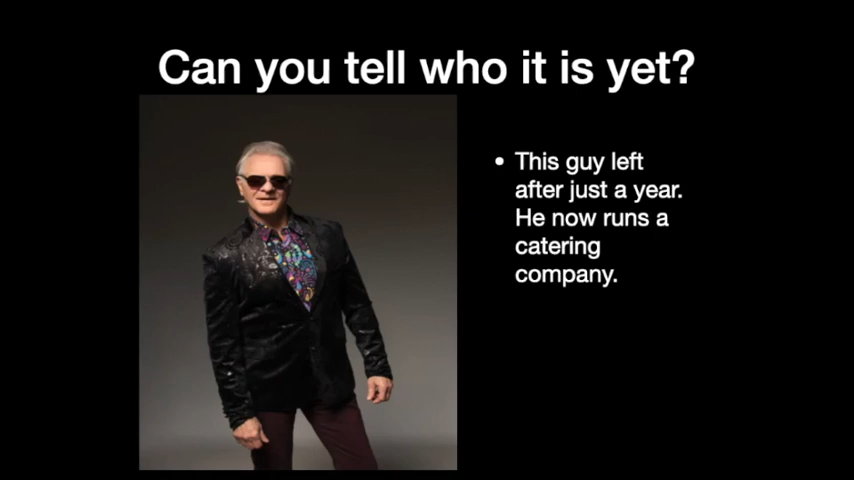 Can you tell who it is yet?
• This guy left
after just a year.
He now runs a
catering
company.